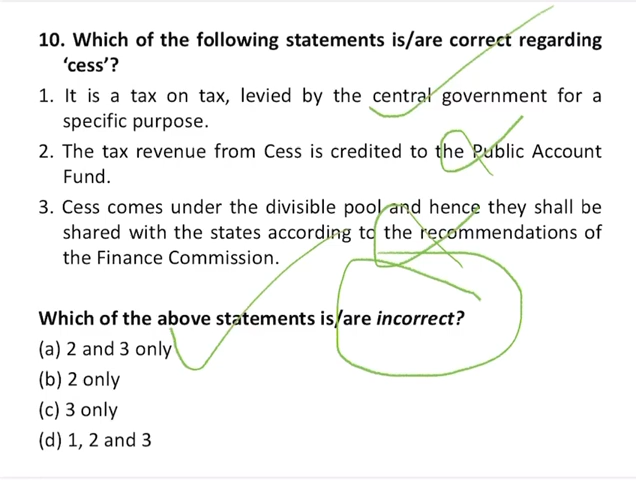 10. Which of the following statements is/are correct regarding
‘cess’?
1. It is a tax on tax, levied by the central government for a
specific purpose.
2. The tax revenue from Cess is credited to the Public Account
Fund.
3. Cess comes under the divisible pool and hence they shall be
shared with the states according to the recommendations of
the Finance Commission.
Which of the above statements is/are incorrect?
(a) 2 and 3 only
(b) 2 only
(c) 3 only
(d) 1, 2 and 3